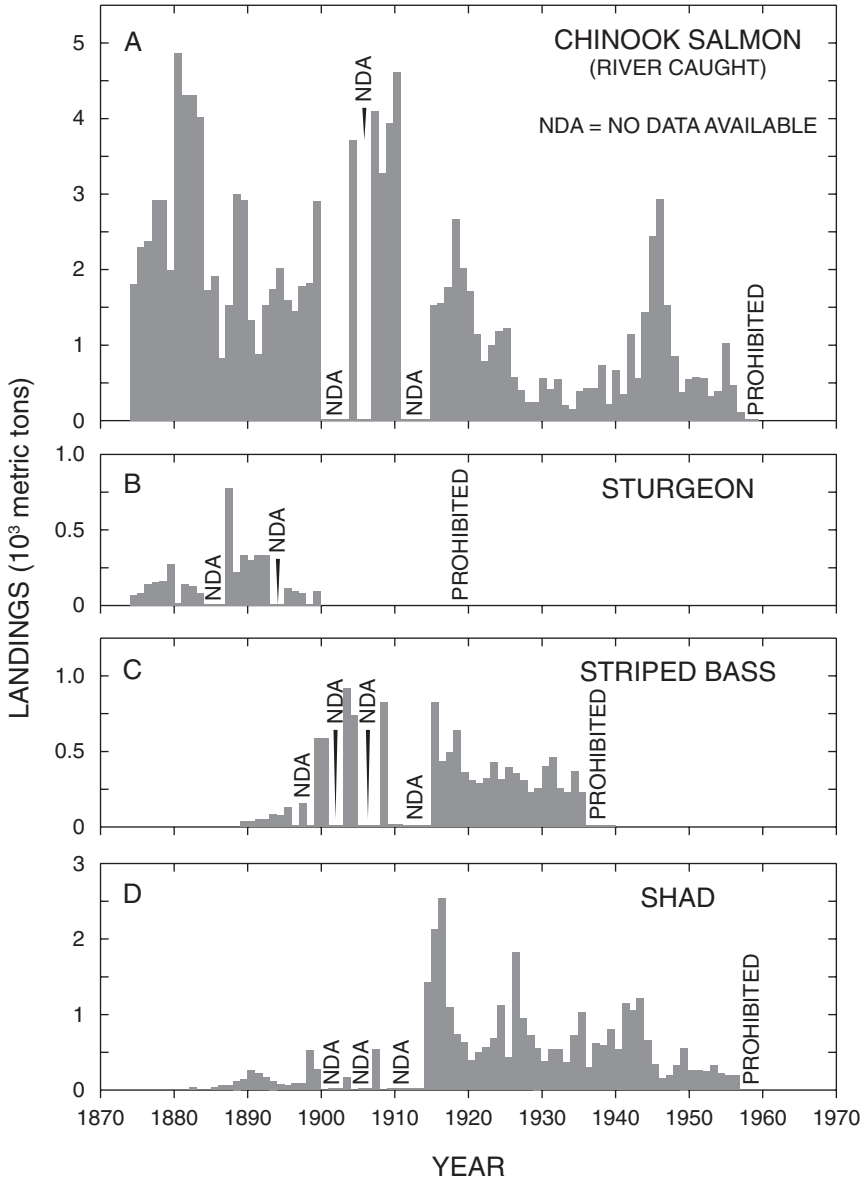 A
CHINOOK SALMON
(RIVER CAUGHT)
NDA = NO DATA AVAILABLE
5
4
3
2
1
0
NDA
NDA
NDA
PROHIBITED
B
STURGEON
1.0
0.5
0
NDA
NDA
PROHIBITED
C
STRIPED BASS
1.0
0.5
0
NDA
NDA
NDA
NDA
PROHIBITED
D
SHAD
3
2
1
0
NDA
NDA
NDA
PROHIBITED
LANDINGS (10³ metric tons)
1870 1880 1890 1900 1910 1920 1930 1940 1950 1960 1970
YEAR